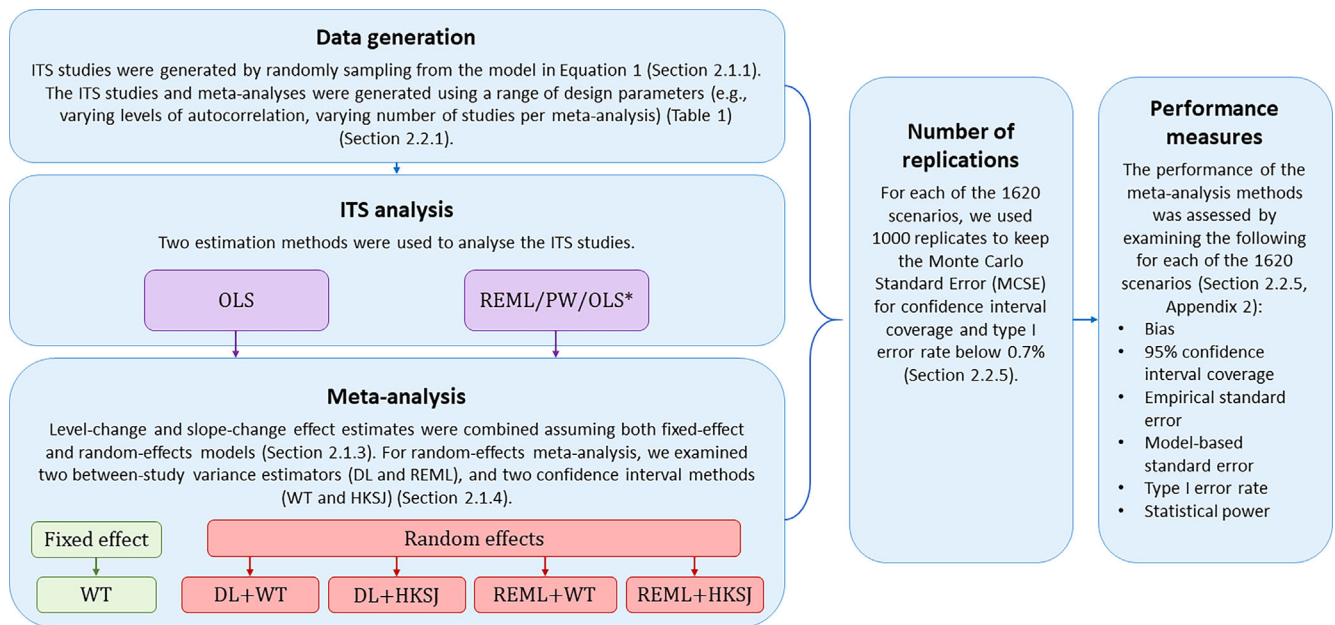 Data generation
ITS studies were generated by randomly sampling from the model in Equation 1 (Section 2.1.1).
The ITS studies and meta-analyses were generated using a range of design parameters (e.g.,
varying levels of autocorrelation, varying number of studies per meta-analysis) (Table 1)
(Section 2.2.1).
ITS analysis
Two estimation methods were used to analyse the ITS studies.
OLS
REML/PW/OLS*
Meta-analysis
Level-change and slope-change effect estimates were combined assuming both fixed-effect
and random-effects models (Section 2.1.3). For random-effects meta-analysis, we examined
two between-study variance estimators (DL and REML), and two confidence interval methods
(WT and HKSJ) (Section 2.1.4).
Fixed effect
Random effects
WT
DL+WT
DL+HKSJ
REML+WT
REML+HKSJ
Number of
replications
For each of the 1620
scenarios, we used
1000 replicates to keep
the Monte Carlo
Standard Error (MCSE)
for confidence interval
coverage and type I
error rate below 0.7%
(Section 2.2.5).
Performance
measures
The performance of the
meta-analysis methods
was assessed by
examining the following
for each of the 1620
scenarios (Section 2.2.5,
Appendix 2):
• Bias
• 95% confidence
interval coverage
• Empirical standard
error
• Model-based
standard error
• Type I error rate
• Statistical power